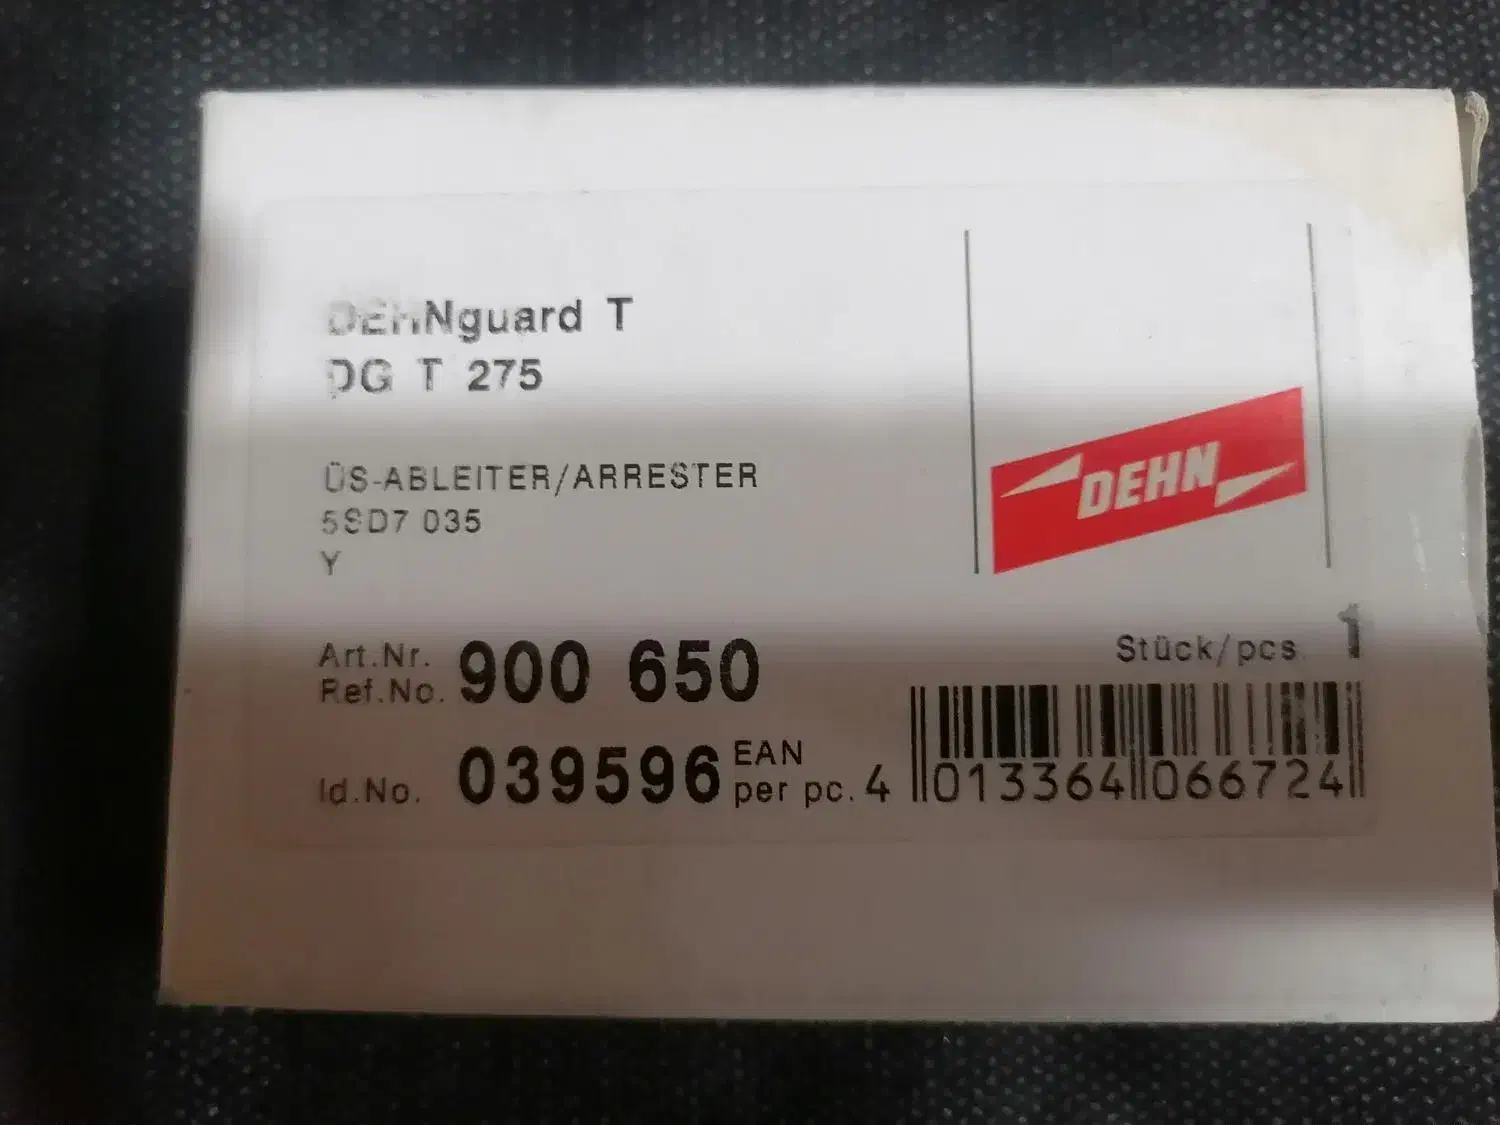 DEHNguard T
DG T 275
DEHN
ÜS-ABLEITER/ARRESTER
5SD7 035
Y
Art.Nr.
Ref.No. 900 650
Stück/pcs. 1
Id.No. 039596 EAN
per pc. 4 013364 066724